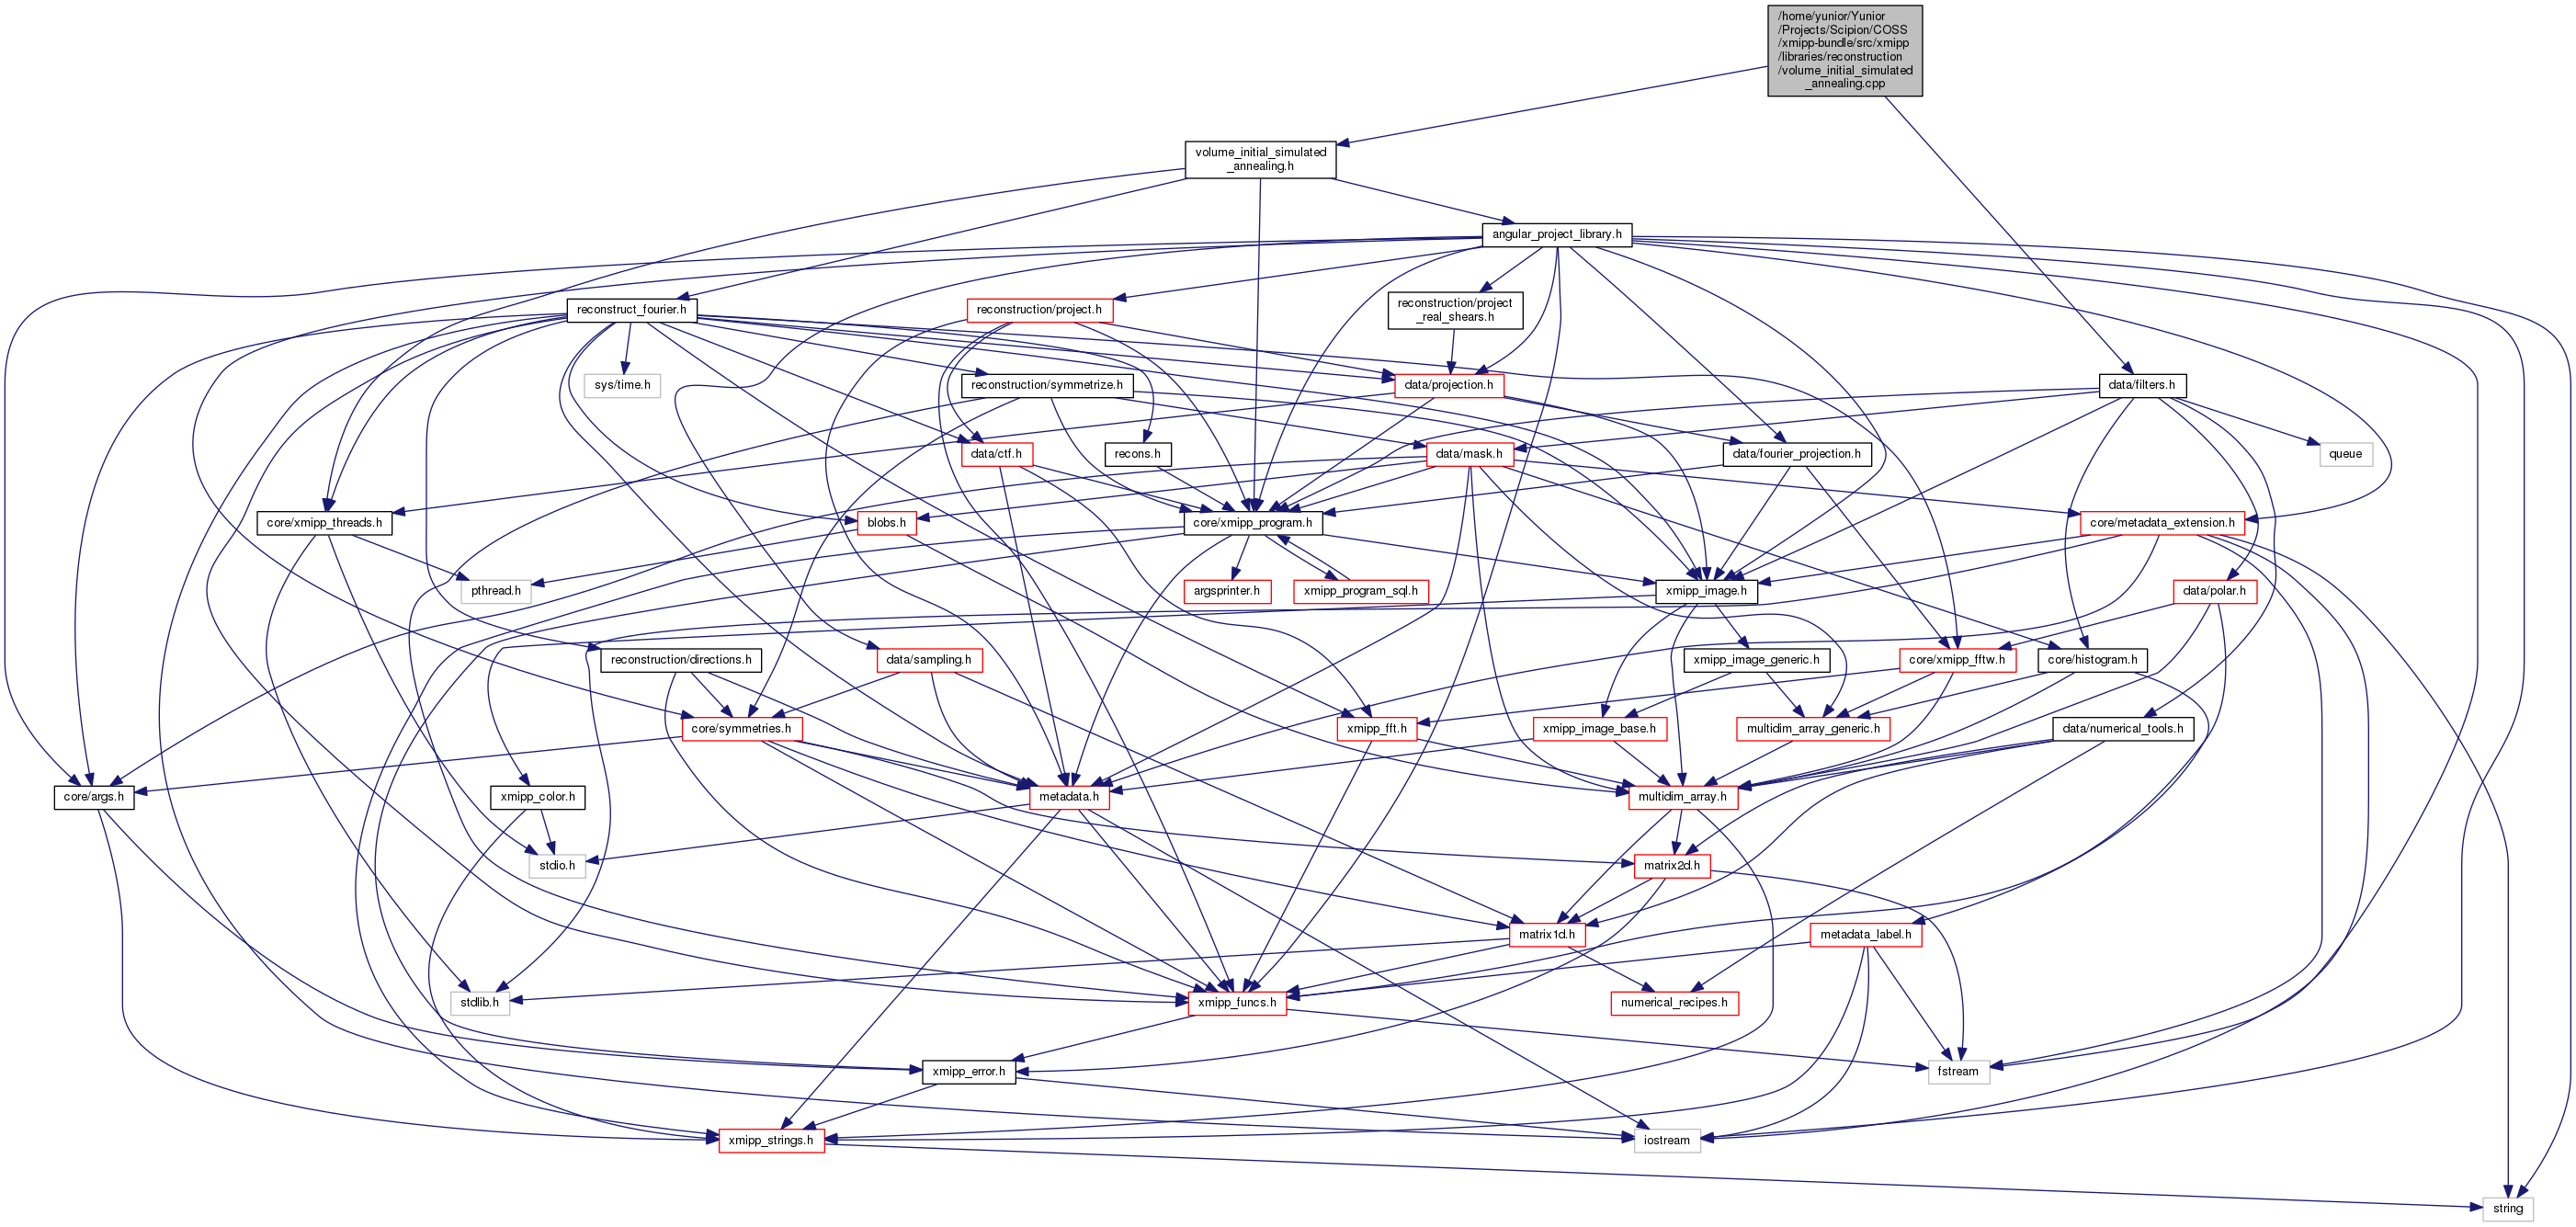 /home/yunior/Yunior
/Projects/Scipion/COSS
/xmipp-bundle/src/xmipp
/libraries/reconstruction
/volume_initial_simulated
_annealing.cpp
volume_initial_simulated
_annealing.h
angular_project_library.h
reconstruct_fourier.h
reconstruction/project.h
reconstruction/project
_real_shears.h
sys/time.h
reconstruction/symmetrize.h
data/projection.h
data/filters.h
data/ctf.h
recons.h
data/mask.h
data/fourier_projection.h
queue
core/xmipp_threads.h
blobs.h
core/xmipp_program.h
core/metadata_extension.h
pthread.h
argsprinter.h
xmipp_program_sql.h
xmipp_image.h
data/polar.h
reconstruction/directions.h
data/sampling.h
xmipp_image_generic.h
core/xmipp_fftw.h
core/histogram.h
core/symmetries.h
xmipp_fft.h
xmipp_image_base.h
multidim_array_generic.h
data/numerical_tools.h
core/args.h
xmipp_color.h
metadata.h
multidim_array.h
stdio.h
matrix2d.h
matrix1d.h
metadata_label.h
stdlib.h
xmipp_funcs.h
numerical_recipes.h
xmipp_error.h
fstream
xmipp_strings.h
iostream
string